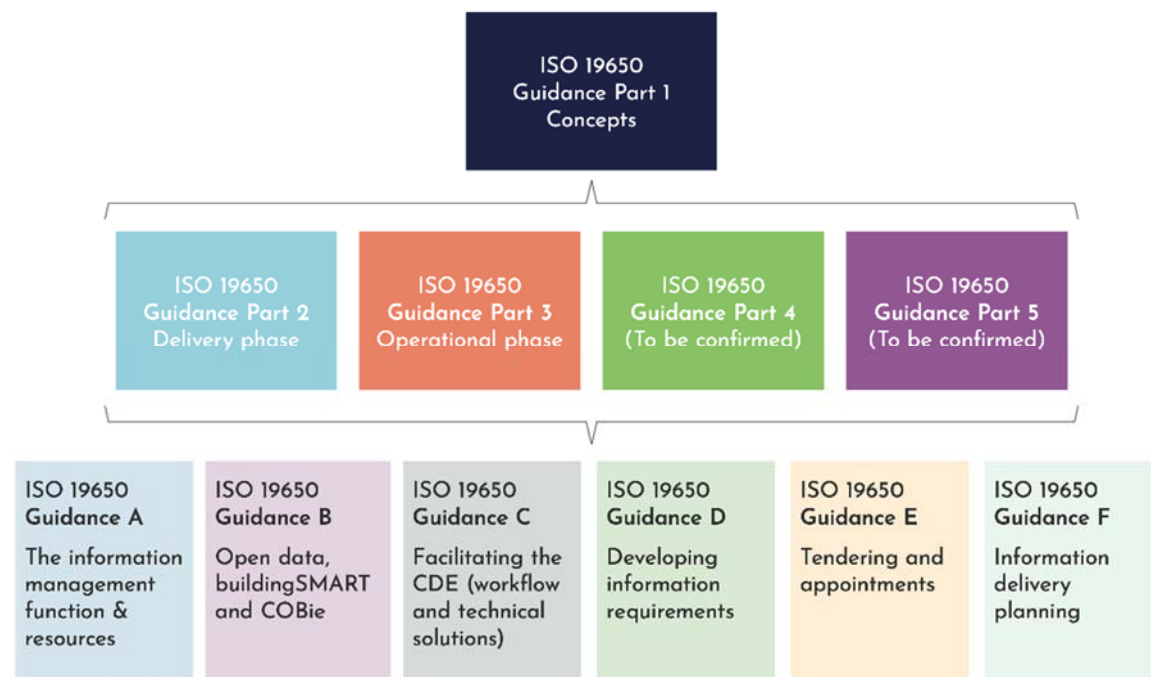 ISO 19650
Guidance Part 1
Concepts
ISO 19650
Guidance Part 2
Delivery phase
ISO 19650
Guidance Part 3
Operational phase
ISO 19650
Guidance Part 4
(To be confirmed)
ISO 19650
Guidance Part 5
(To be confirmed)
ISO 19650
Guidance A
The information
management
function &
resources
ISO 19650
Guidance B
Open data,
buildingSMART
and COBie
ISO 19650
Guidance C
Facilitating the
CDE (workflow
and technical
solutions)
ISO 19650
Guidance D
Developing
information
requirements
ISO 19650
Guidance E
Tendering and
appointments
ISO 19650
Guidance F
Information
delivery
planning